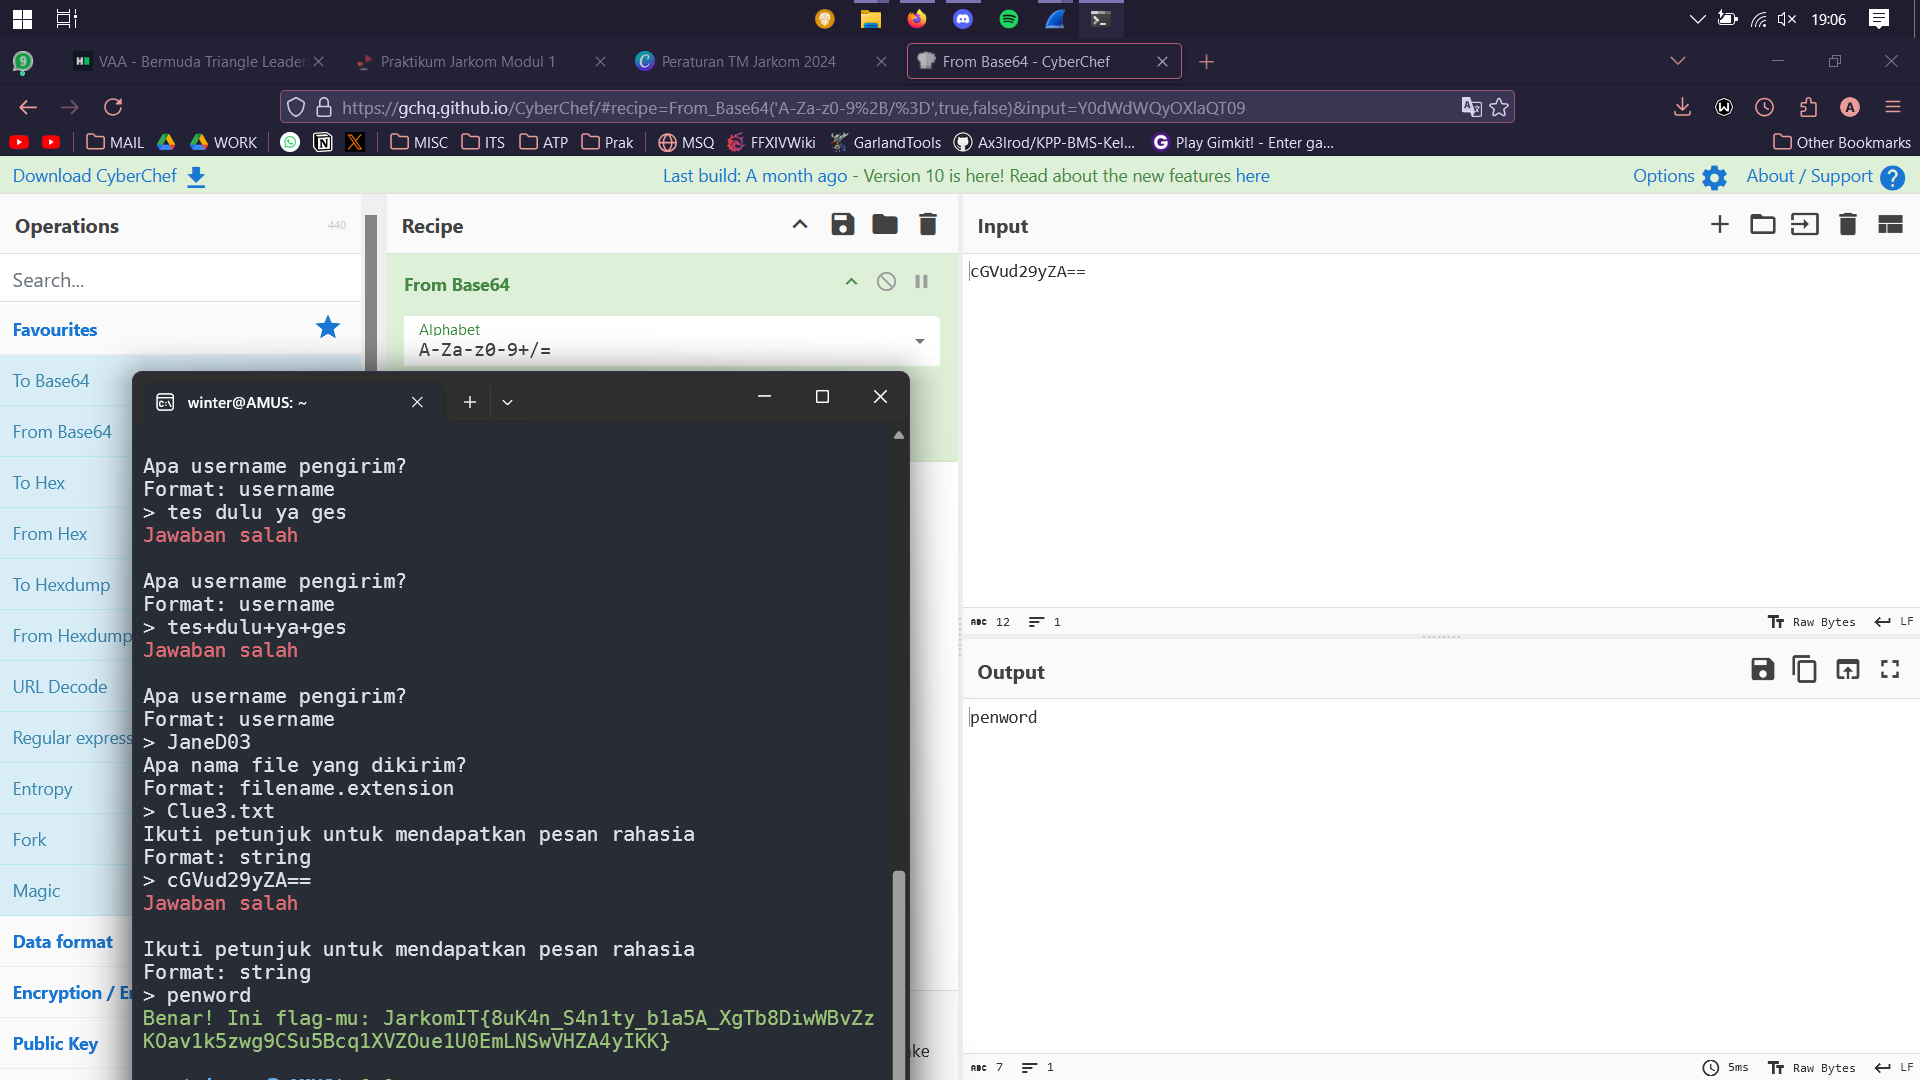 19:06
9
VAA - Bermuda Triangle Leader
Praktikum Jarkom Modul 1
Peraturan TM Jarkom 2024
From Base64 - CyberChef
https://gchq.github.io/CyberChef/#recipe=From_Base64('A-Za-z0-9%2B/%3D',true,false)&input=Y0dWdWQyOXlaQT09
A
MAIL
WORK
MISC
ITS
ATP
Prak
MSQ
FFXIVWiki
GarlandTools
Ax3lrod/KPP-BMS-Kel...
Play Gimkit! - Enter ga...
Other Bookmarks
Download CyberChef
Last build: A month ago - Version 10 is here! Read about the new features here
Options
About / Support
Operations
440
Search...
Favourites
To Base64
From Base64
To Hex
From Hex
To Hexdump
From Hexdump
URL Decode
Regular express
Entropy
Fork
Magic
Data format
Encryption / E
Public Key
Recipe
From Base64
Alphabet
A-Za-z0-9+/=
winter@AMUS: ~
Apa username pengirim?
Format: username
> tes dulu ya ges
Jawaban salah
Apa username pengirim?
Format: username
> tes+dulu+ya+ges
Jawaban salah
Apa username pengirim?
Format: username
> JaneD03
Apa nama file yang dikirim?
Format: filename.extension
> Clue3.txt
Ikuti petunjuk untuk mendapatkan pesan rahasia
Format: string
> cGVud29yZA==
Jawaban salah
Ikuti petunjuk untuk mendapatkan pesan rahasia
Format: string
> penword
Benar! Ini flag-mu: JarkomIT{8uK4n_S4n1ty_b1a5A_XgTb8DiwWBvZz
KOav1k5zwg9CSu5Bcq1XVZOue1U0EmLNSwVHZA4yIKK}
ke
Input
cGVud29yZA==
ABC 12
1
Raw Bytes
LF
Output
penword
ABC 7
1
5ms
Raw Bytes
LF